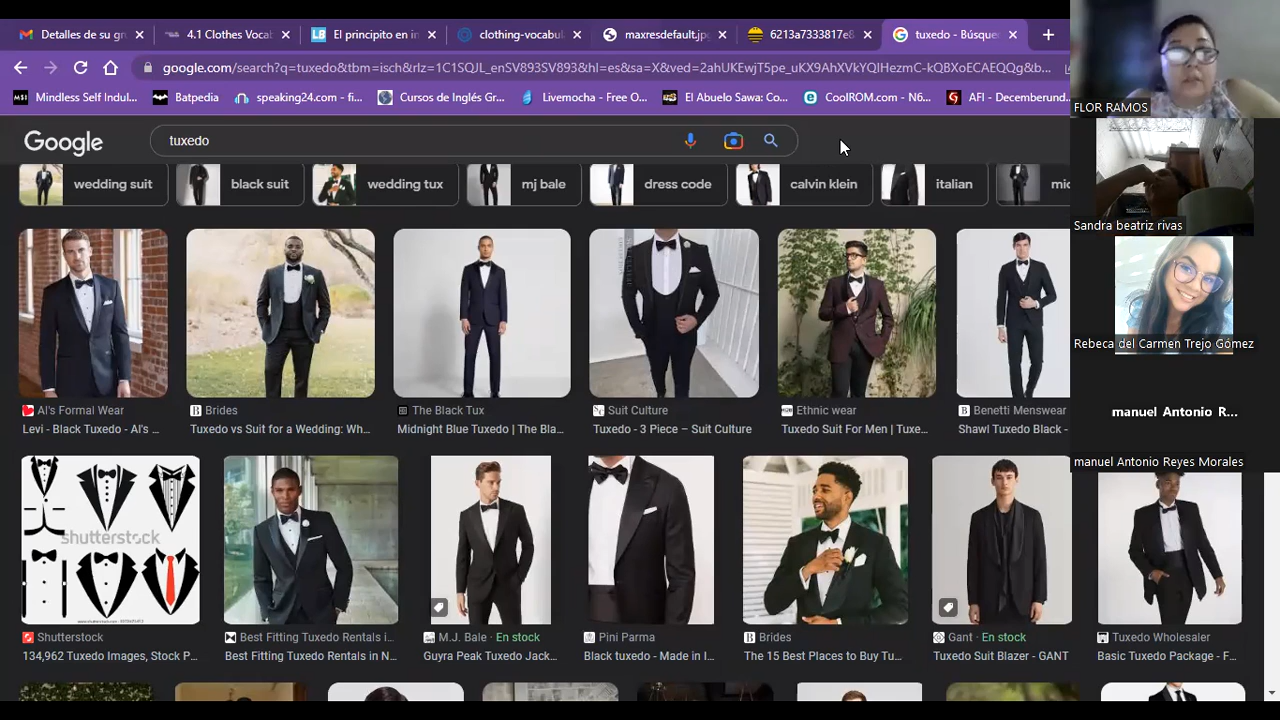 Detalles de su gru
4.1 Clothes Vocab
El principito en in
clothing-vocabula
maxresdefault.jpg
6213a7333817e8
tuxedo - Búsque
google.com/search?q=tuxedo&tbm=isch&rlz=1C1SQJL_enSV893SV893&hl=es&sa=X&ved=2ahUKEwjT5pe_uKX9AhXVkYQIHezmC-kQBXoECAEQQg&b...
Mindless Self Indul...
Batpedia
speaking24.com - fi...
Cursos de Inglés Gr...
Livemocha - Free O...
El Abuelo Sawa: Co...
CoolROM.com - N6...
AFI - Decemberund...
FLOR RAMOS
Google
tuxedo
wedding suit
black suit
wedding tux
mj bale
dress code
calvin klein
italian
mic
Sandra beatriz rivas
Rebeca del Carmen Trejo Gómez
manuel Antonio R...
manuel Antonio Reyes Morales
Al's Formal Wear
Brides
The Black Tux
Suit Culture
Ethnic wear
Benetti Menswear
Levi - Black Tuxedo - Al's ...
Tuxedo vs Suit for a Wedding: Wh...
Midnight Blue Tuxedo | The Bla...
Tuxedo - 3 Piece – Suit Culture
Tuxedo Suit For Men | Tuxe...
Shawl Tuxedo Black -
shutterstock
Shutterstock
Best Fitting Tuxedo Rentals i...
M.J. Bale · En stock
Pini Parma
Brides
Gant · En stock
Tuxedo Wholesaler
134,962 Tuxedo Images, Stock P...
Best Fitting Tuxedo Rentals in N...
Guyra Peak Tuxedo Jack...
Black tuxedo - Made in I...
The 15 Best Places to Buy Tu...
Tuxedo Suit Blazer - GANT
Basic Tuxedo Package - F...